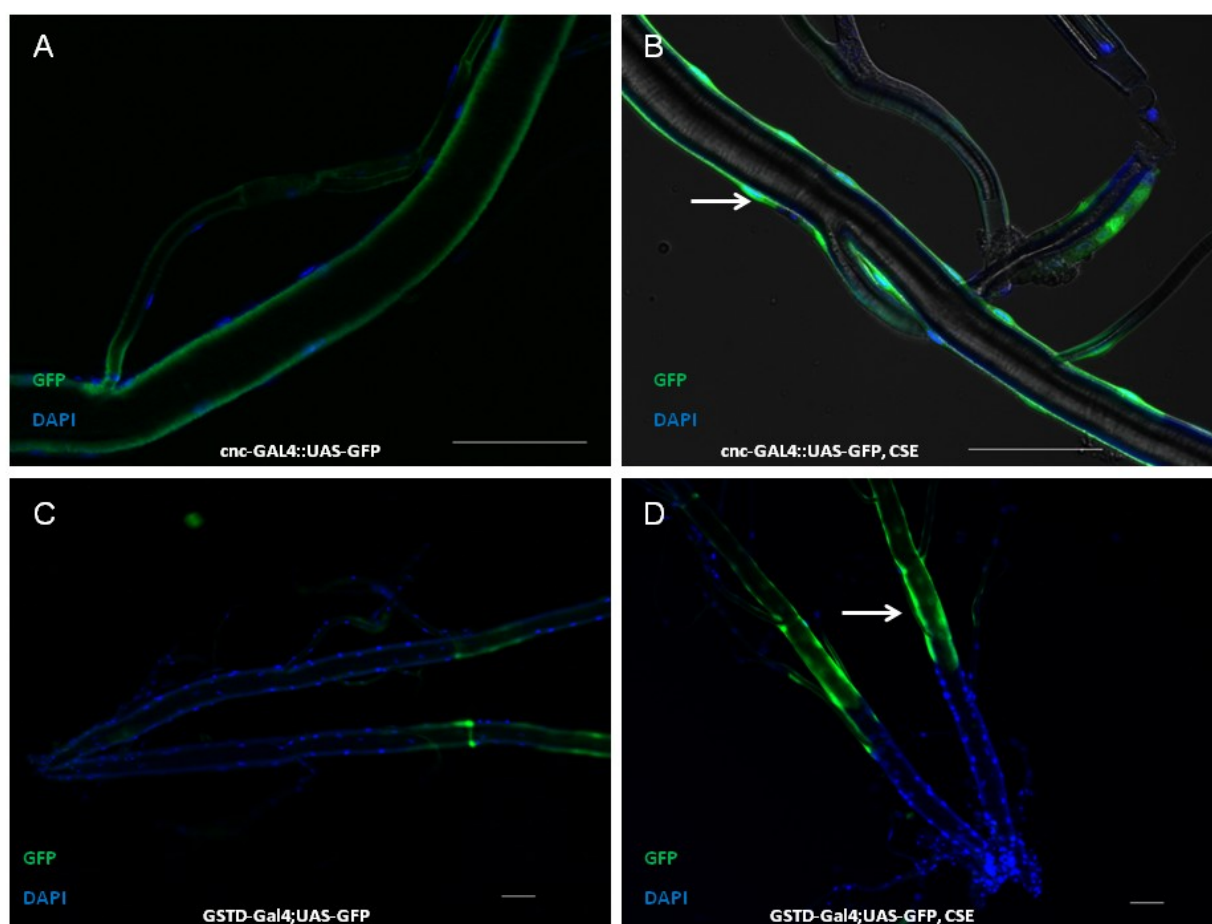 A
GFP
DAPI
cnc-GAL4::UAS-GFP
B
GFP
DAPI
cnc-GAL4::UAS-GFP, CSE
C
GFP
DAPI
GSTD-Gal4;UAS-GFP
D
GFP
DAPI
GSTD-Gal4;UAS-GFP, CSE